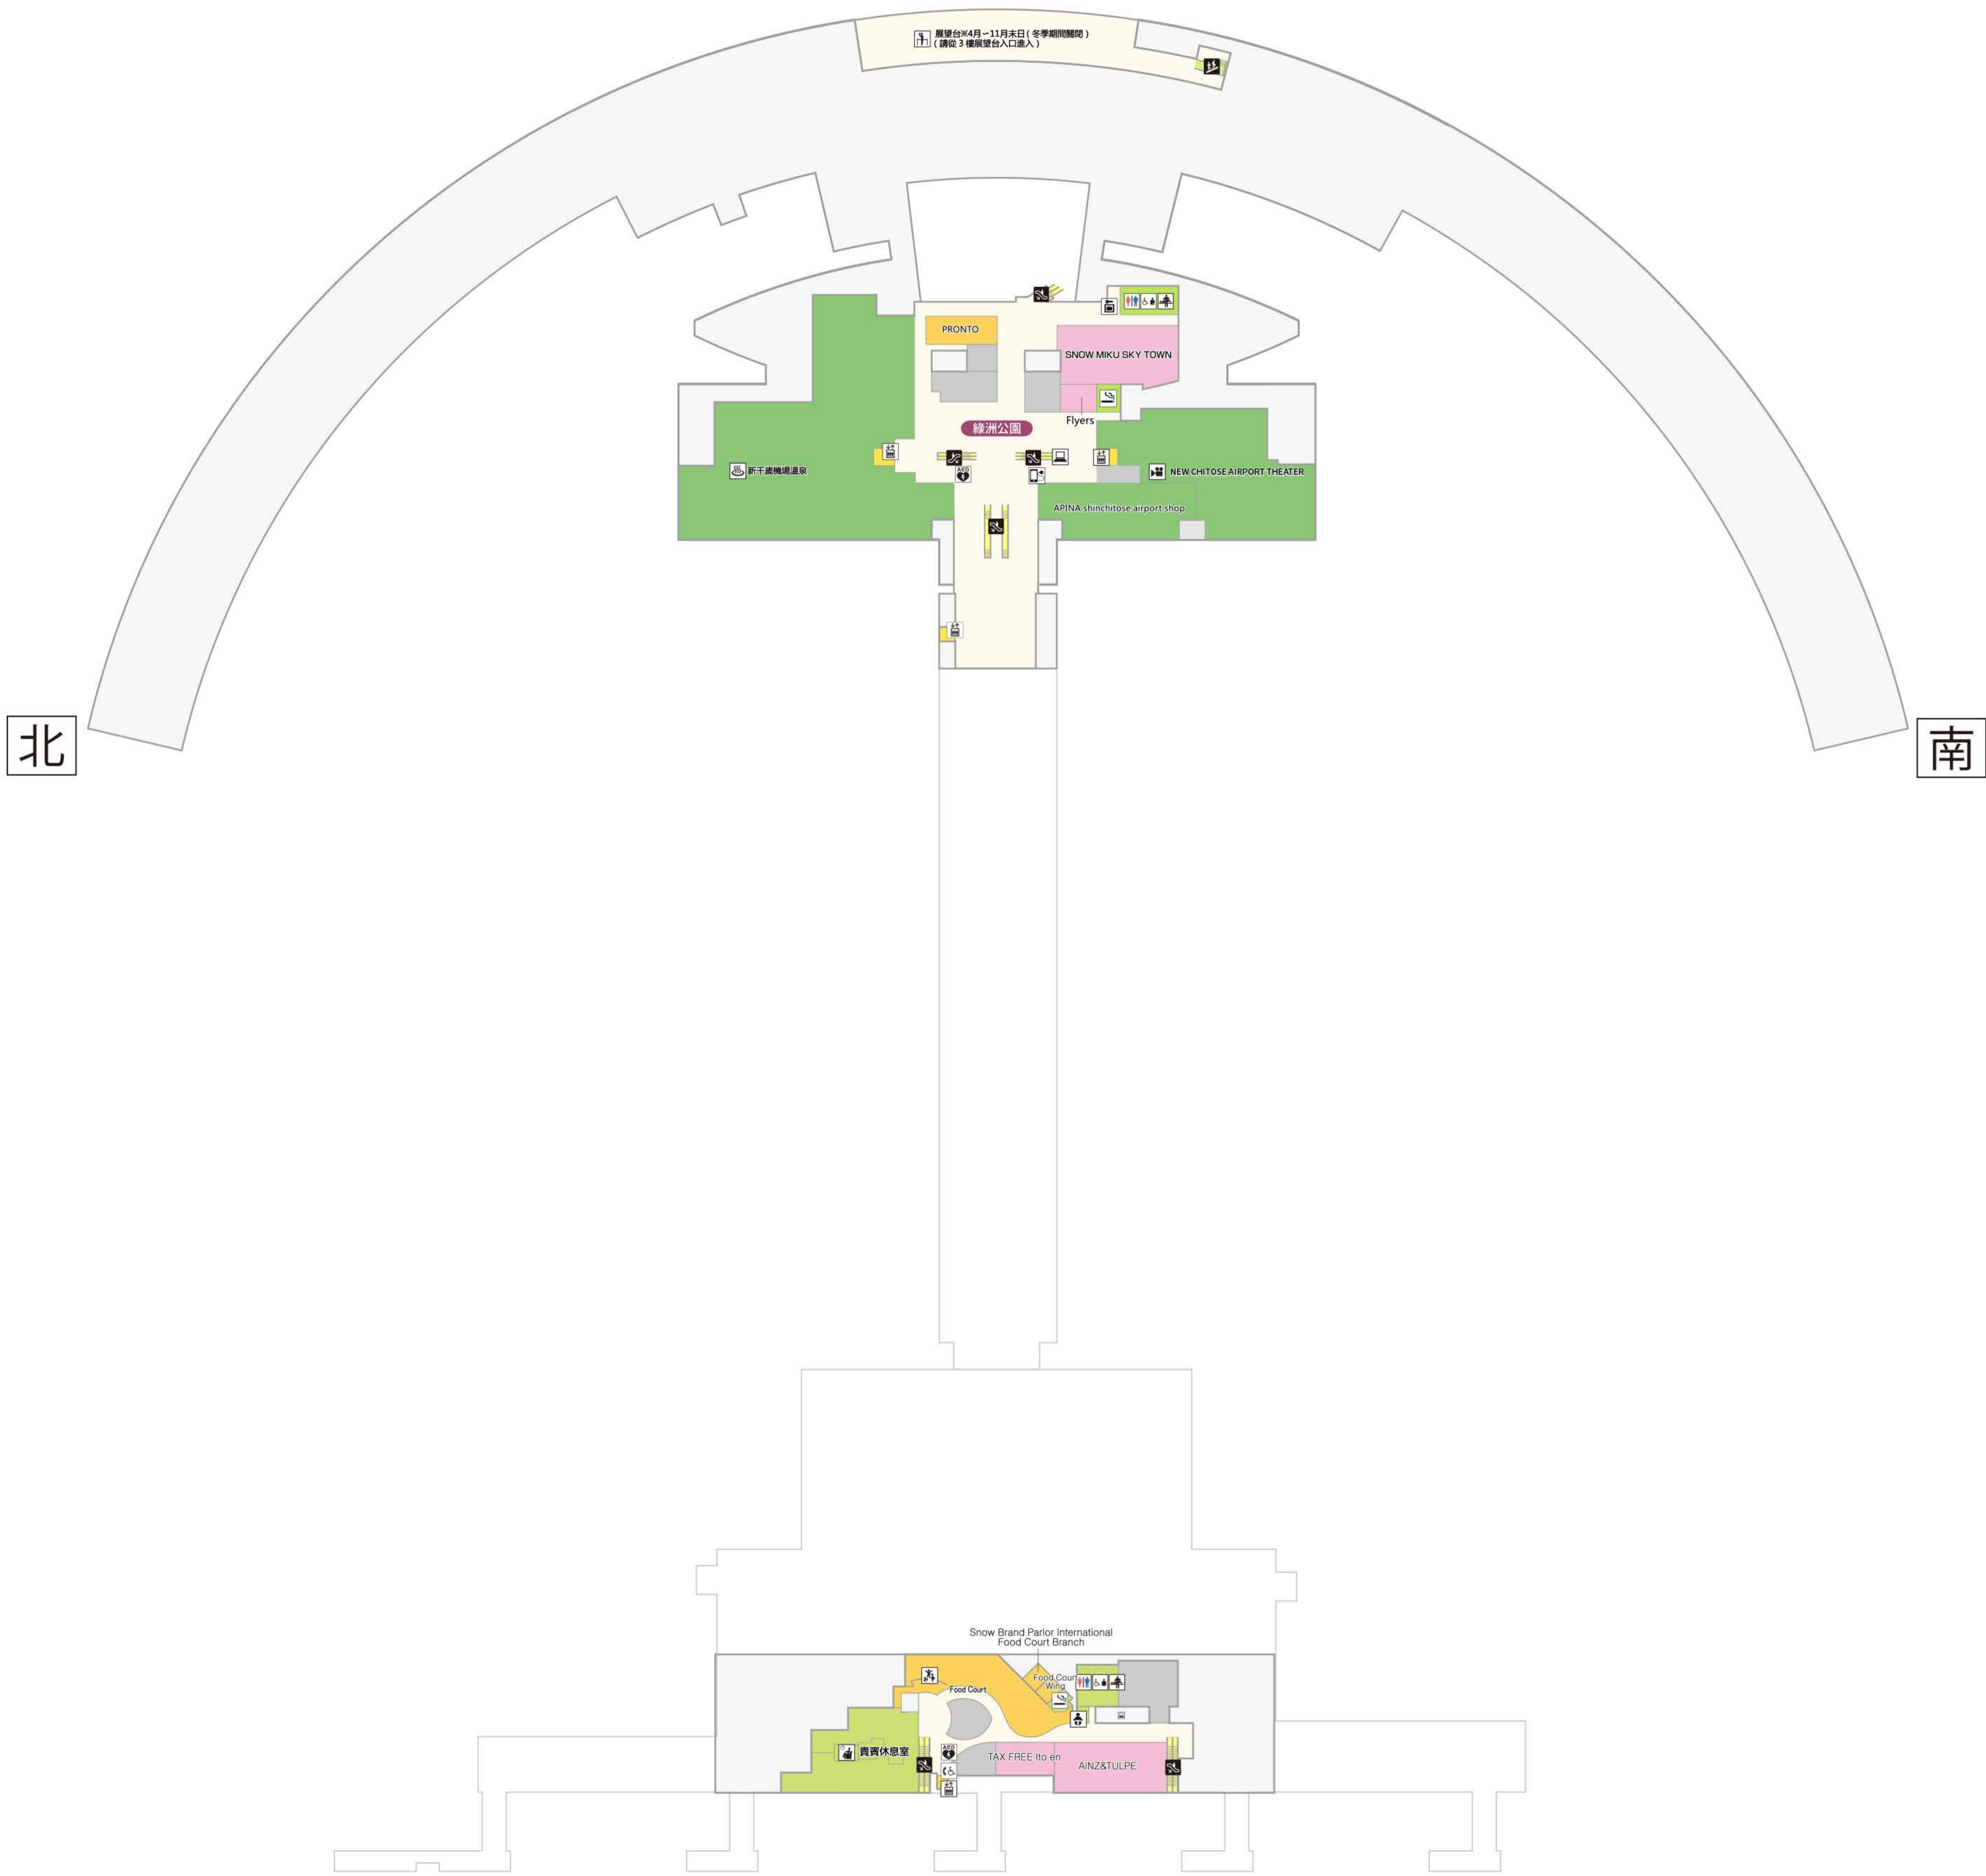 展望台※4月~11月末日(冬季期間關閉)
(請從3樓展望台入口進入)
PRONTO
SNOW MIKU SKY TOWN
Flyers
綠洲公園
新千歲機場溫泉
AED
NEW CHITOSE AIRPORT THEATER
APINA shinchitose airport shop
北
南
Snow Brand Parlor International
Food Court Branch
Food Court
Wing
Food Court
貴賓休息室
AED
TAX FREE Ito en
AINZ&TULPE